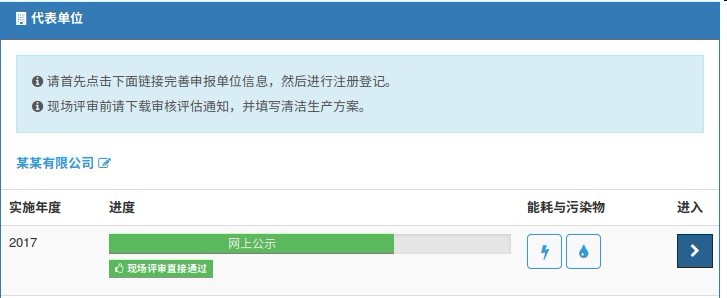 代表单位
请首先点击下面链接完善申报单位信息，然后进行注册登记。
现场评审前请下载审核评估通知，并填写清洁生产方案。
某某有限公司
实施年度 进度 能耗与污染物 进入
2017 网上公示
现场评审直接通过